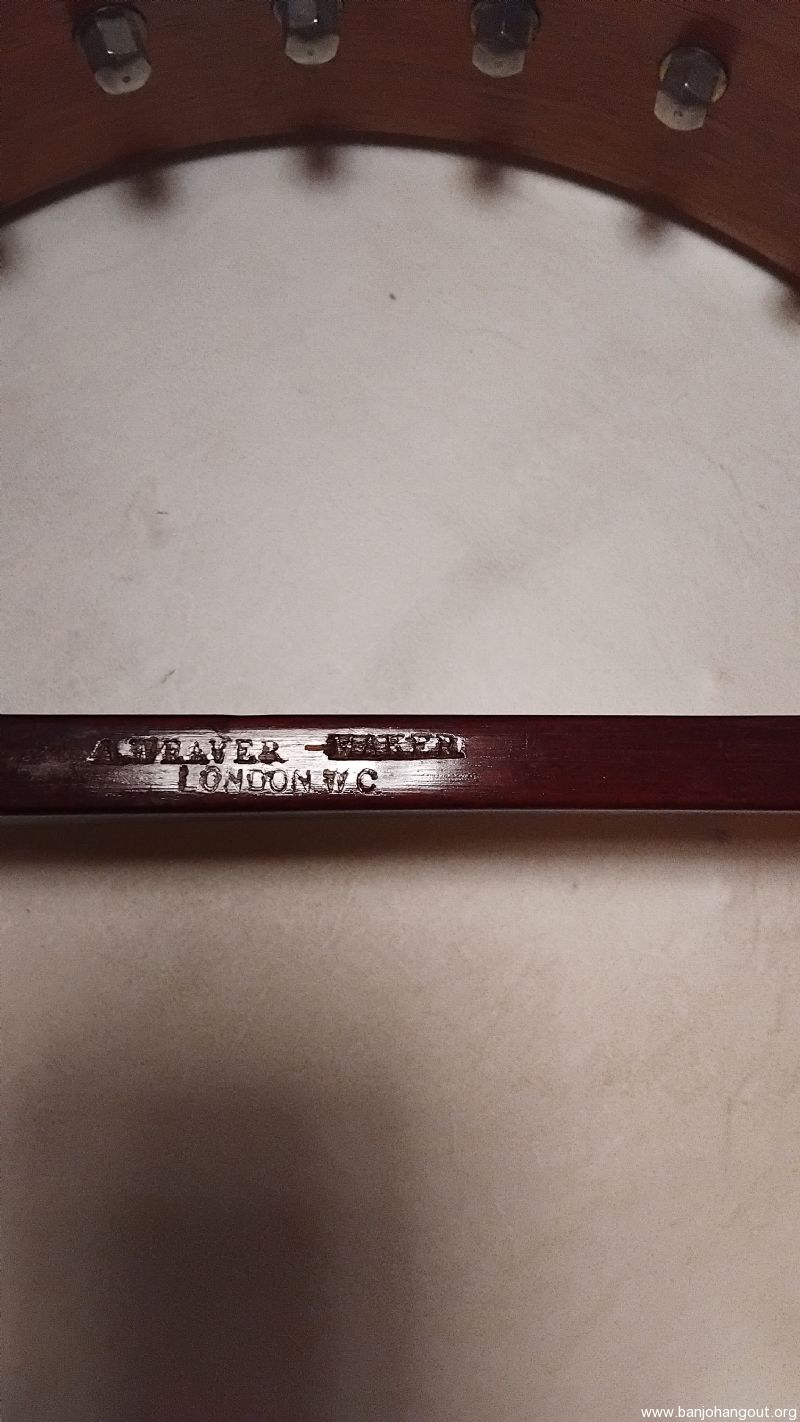 A.WEAVER - MAKER
LONDON W C
www.banjohangout.org